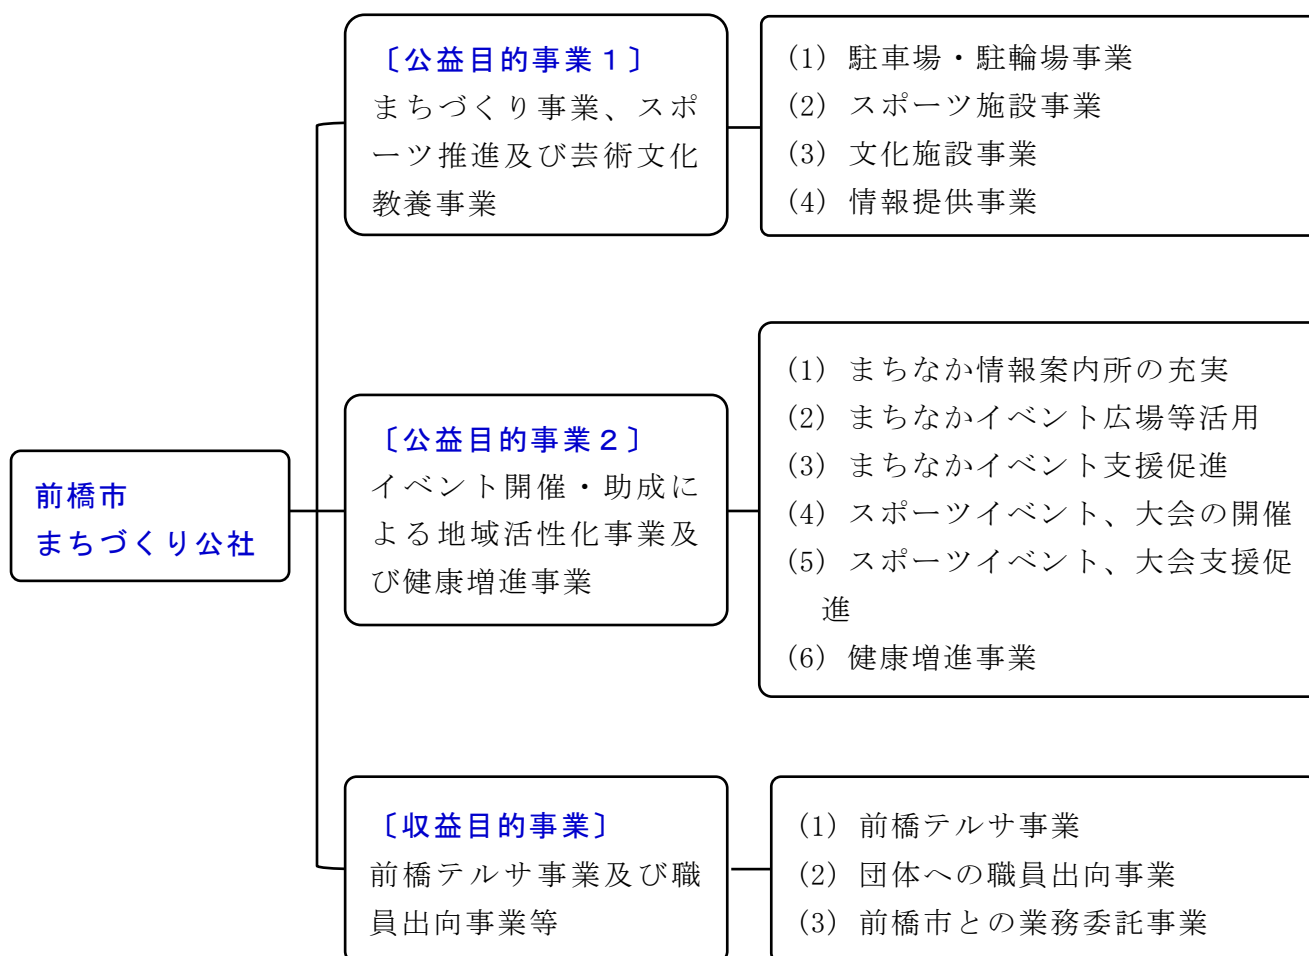 前橋市
まちづくり公社
〔公益目的事業１〕
まちづくり事業、スポ
ーツ推進及び芸術文化
教養事業
(1) 駐車場・駐輪場事業
(2) スポーツ施設事業
(3) 文化施設事業
(4) 情報提供事業
〔公益目的事業２〕
イベント開催・助成に
よる地域活性化事業及
び健康増進事業
(1) まちなか情報案内所の充実
(2) まちなかイベント広場等活用
(3) まちなかイベント支援促進
(4) スポーツイベント、大会の開催
(5) スポーツイベント、大会支援促
進
(6) 健康増進事業
〔収益目的事業〕
前橋テルサ事業及び職
員出向事業等
(1) 前橋テルサ事業
(2) 団体への職員出向事業
(3) 前橋市との業務委託事業